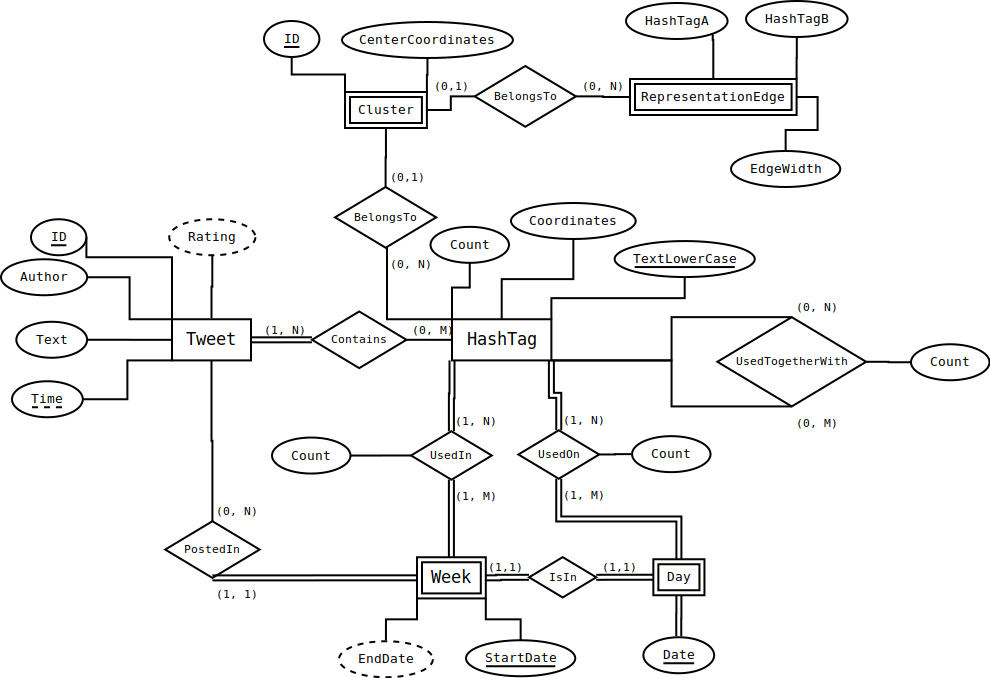 HashTagA
HashTagB
ID
CenterCoordinates
(0,1)
BelongsTo
(0, N)
RepresentationEdge
Cluster
EdgeWidth
(0,1)
BelongsTo
Coordinates
ID
Rating
Count
TextLowerCase
(0, N)
Author
(0, N)
Text
Tweet
(1, N)
Contains
(0, M)
HashTag
UsedTogetherWith
Count
Time
(1, N)
(1, N)
(0, M)
Count
UsedIn
UsedOn
Count
(1, M)
(1, M)
(0, N)
PostedIn
(1, 1)
Week
(1,1)
IsIn
(1,1)
Day
EndDate
StartDate
Date